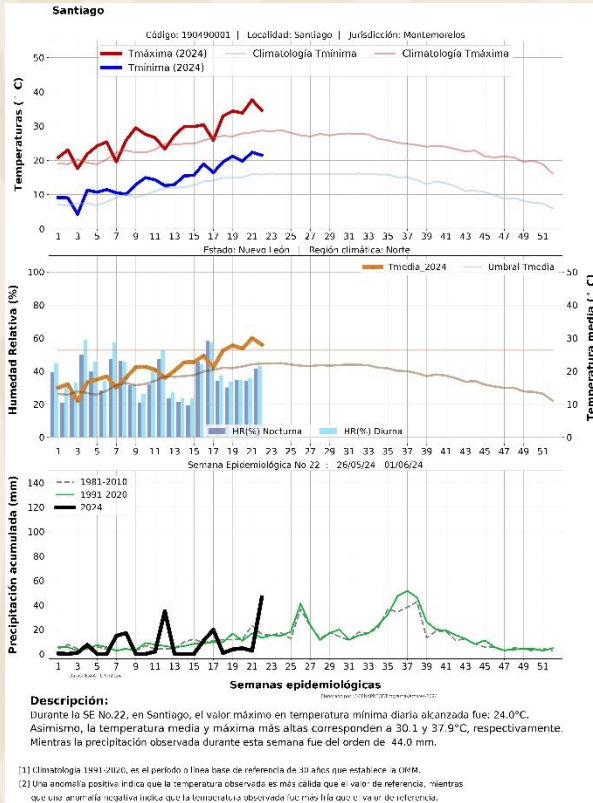 Santiago
Código: 190490001 | Localidad: Santiago | Jurisdicción: Montemorelos
Tmáxima (2024) Climatología Tmínima Climatología Tmáxima
Tmínima (2024)
Temperaturas (° C)
50
40
30
20
10
0
1 3 5 7 9 11 13 15 17 19 21 23 25 27 29 31 33 35 37 39 41 43 45 47 49 51
Estado: Nuevo León | Región climática: Norte
Tmedia_2024 Umbral Tmedia
Humedad Relativa (%)
100
80
60
40
20
0
50
40
30
20
10
0
Temperatura media (° C)
HR(%) Nocturna HR(%) Diurna
1 3 5 7 9 11 13 15 17 19 21 23 25 27 29 31 33 35 37 39 41 43 45 47 49 51
Semana Epidemiológica No 22 : 26/05/24 01/06/24
1981-2010
1991 2020
2024
Precipitación acumulada (mm)
140
120
100
80
60
40
20
0
1 3 5 7 9 11 13 15 17 19 21 23 25 27 29 31 33 35 37 39 41 43 45 47 49 51
Semanas epidemiológicas
Descripción:
Durante la SE No.22, en Santiago, el valor máximo en temperatura mínima diaria alcanzada fue: 24.0°C.
Asimismo, la temperatura media y máxima más altas corresponden a 30.1 y 37.9°C, respectivamente.
Mientras la precipitación observada durante esta semana fue del orden de 44.0 mm.
[1] Climatología 1991-2020, es el período o línea base de referencia de 30 años que establece la OMM.
[2] Una anomalía positiva indica que la temperatura observada es más cálida que el valor de referencia, mientras
que una anomalía negativa indica que la temperatura observada fue más fría que el valor de referencia.